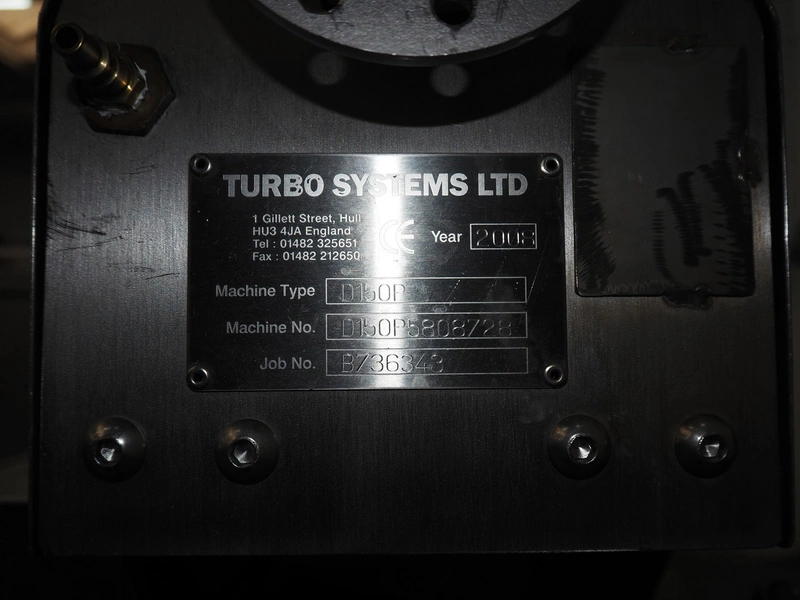 TURBO SYSTEMS LTD
1 Gillett Street, Hull
HU3 4JA England
Tel : 01482 325651
Fax : 01482 212650
CE
Year 2008
Machine Type D150P
Machine No. D150P5808728
Job No. B736343